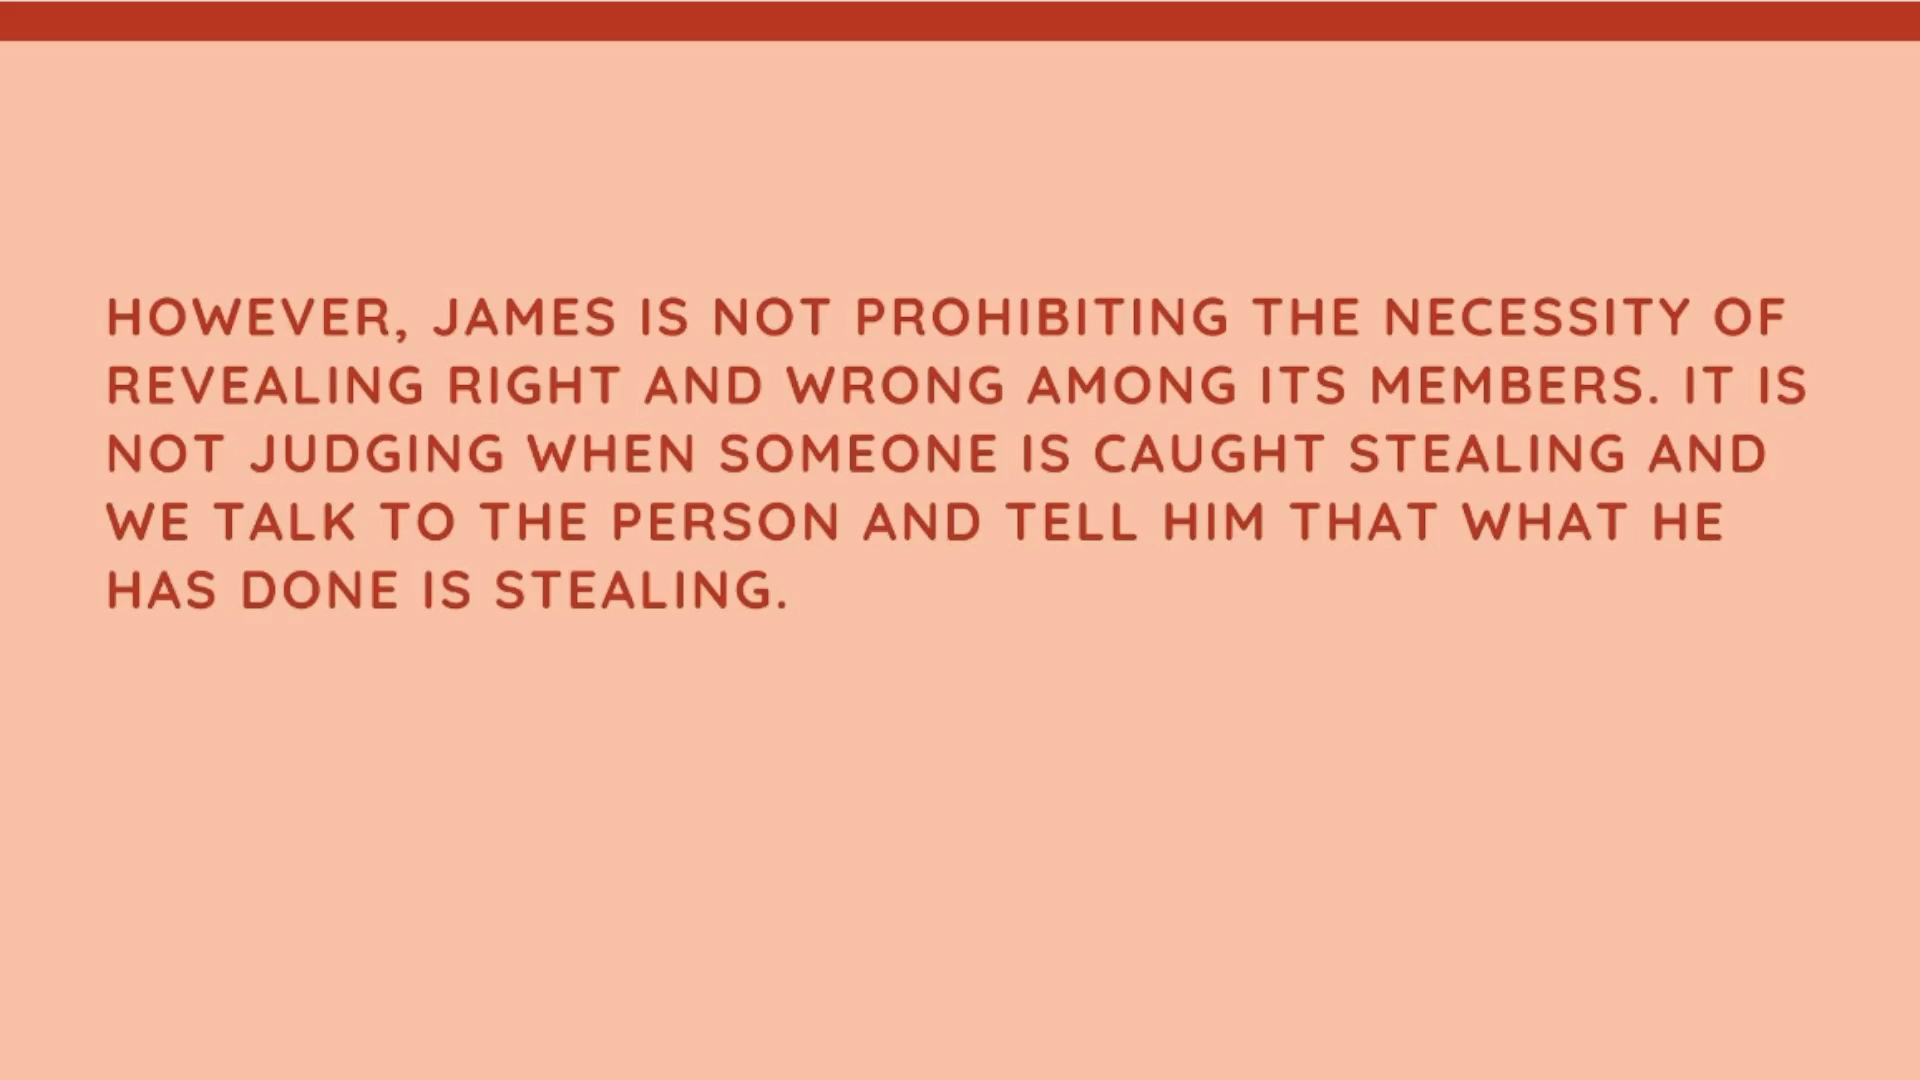 HOWEVER, JAMES IS NOT PROHIBITING THE NECESSITY OF
REVEALING RIGHT AND WRONG AMONG ITS MEMBERS. IT IS
NOT JUDGING WHEN SOMEONE IS CAUGHT STEALING AND
WE TALK TO THE PERSON AND TELL HIM THAT WHAT HE
HAS DONE IS STEALING.